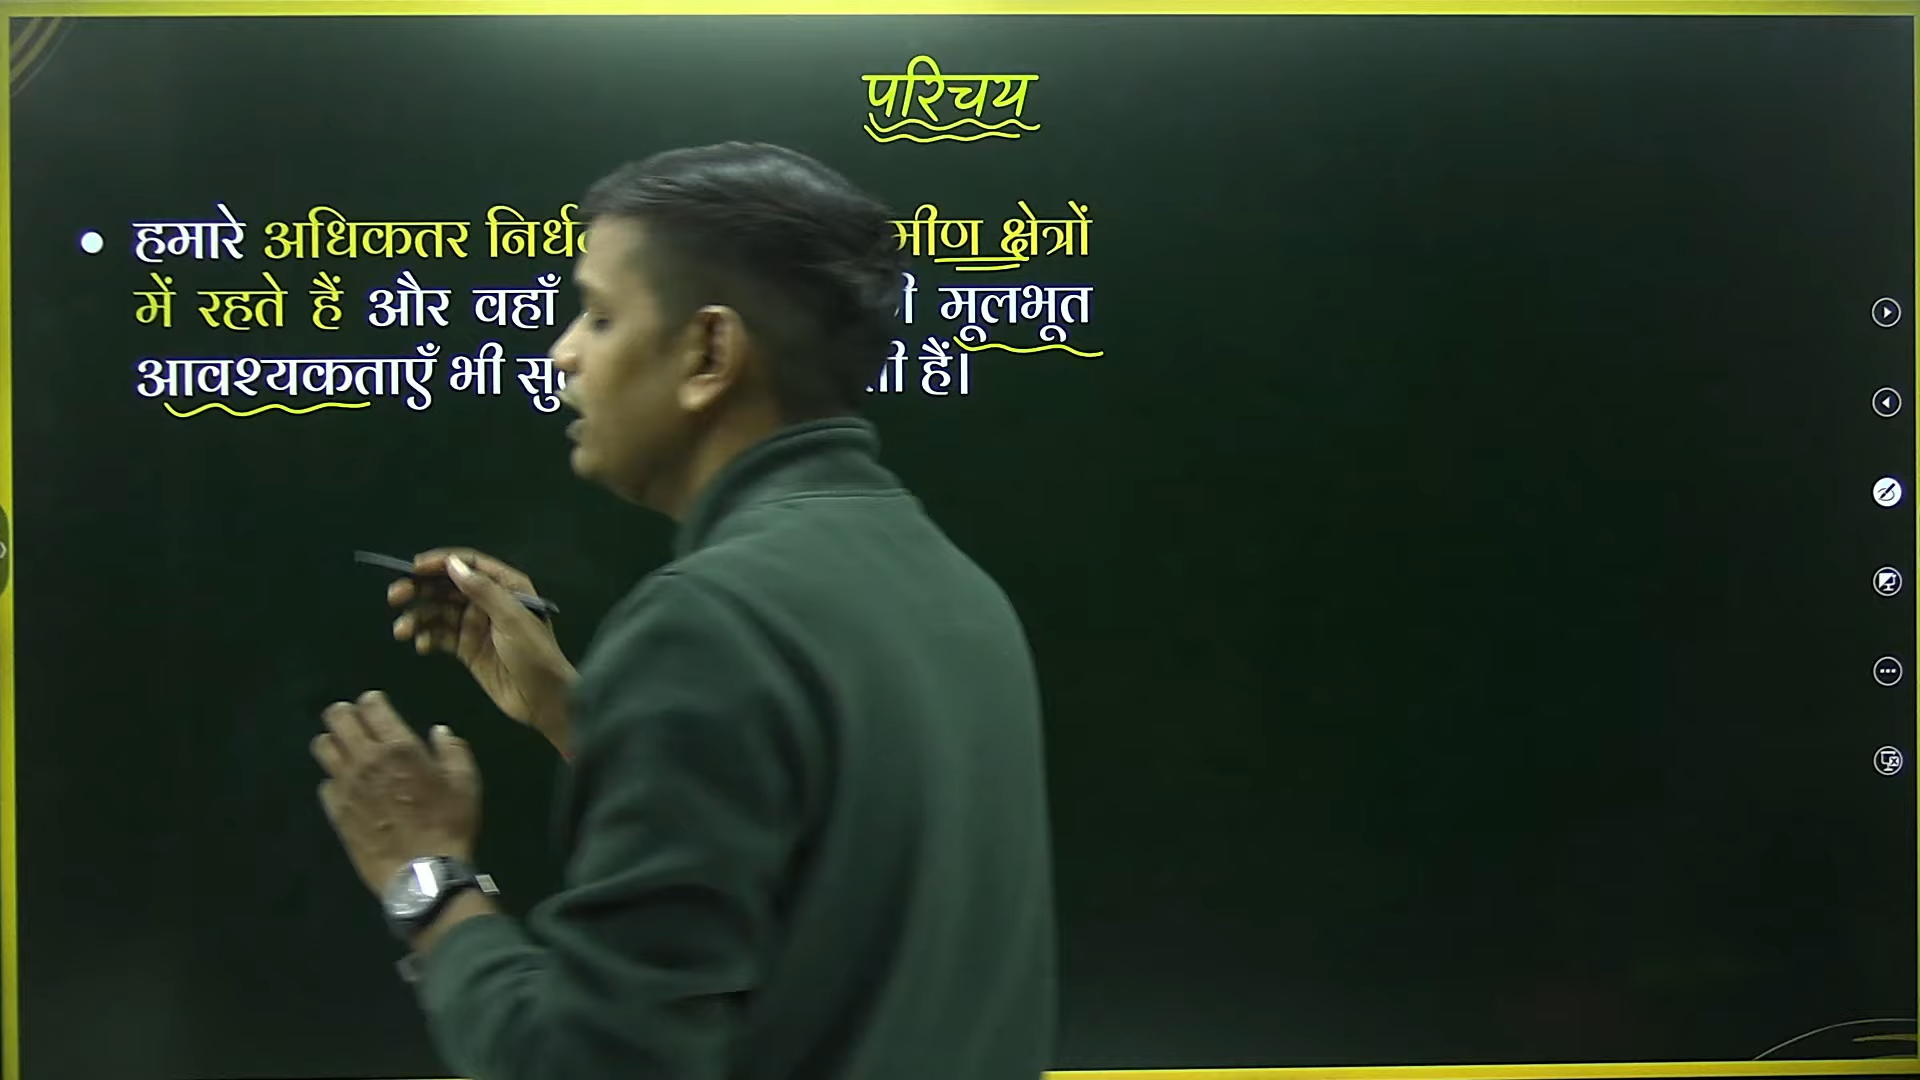 परिचय
• हमारे अधिकतर क्षेत्रों
में रहते हैं और वहाँ मूलभूत
आवश्यकताएँ भी हैं।